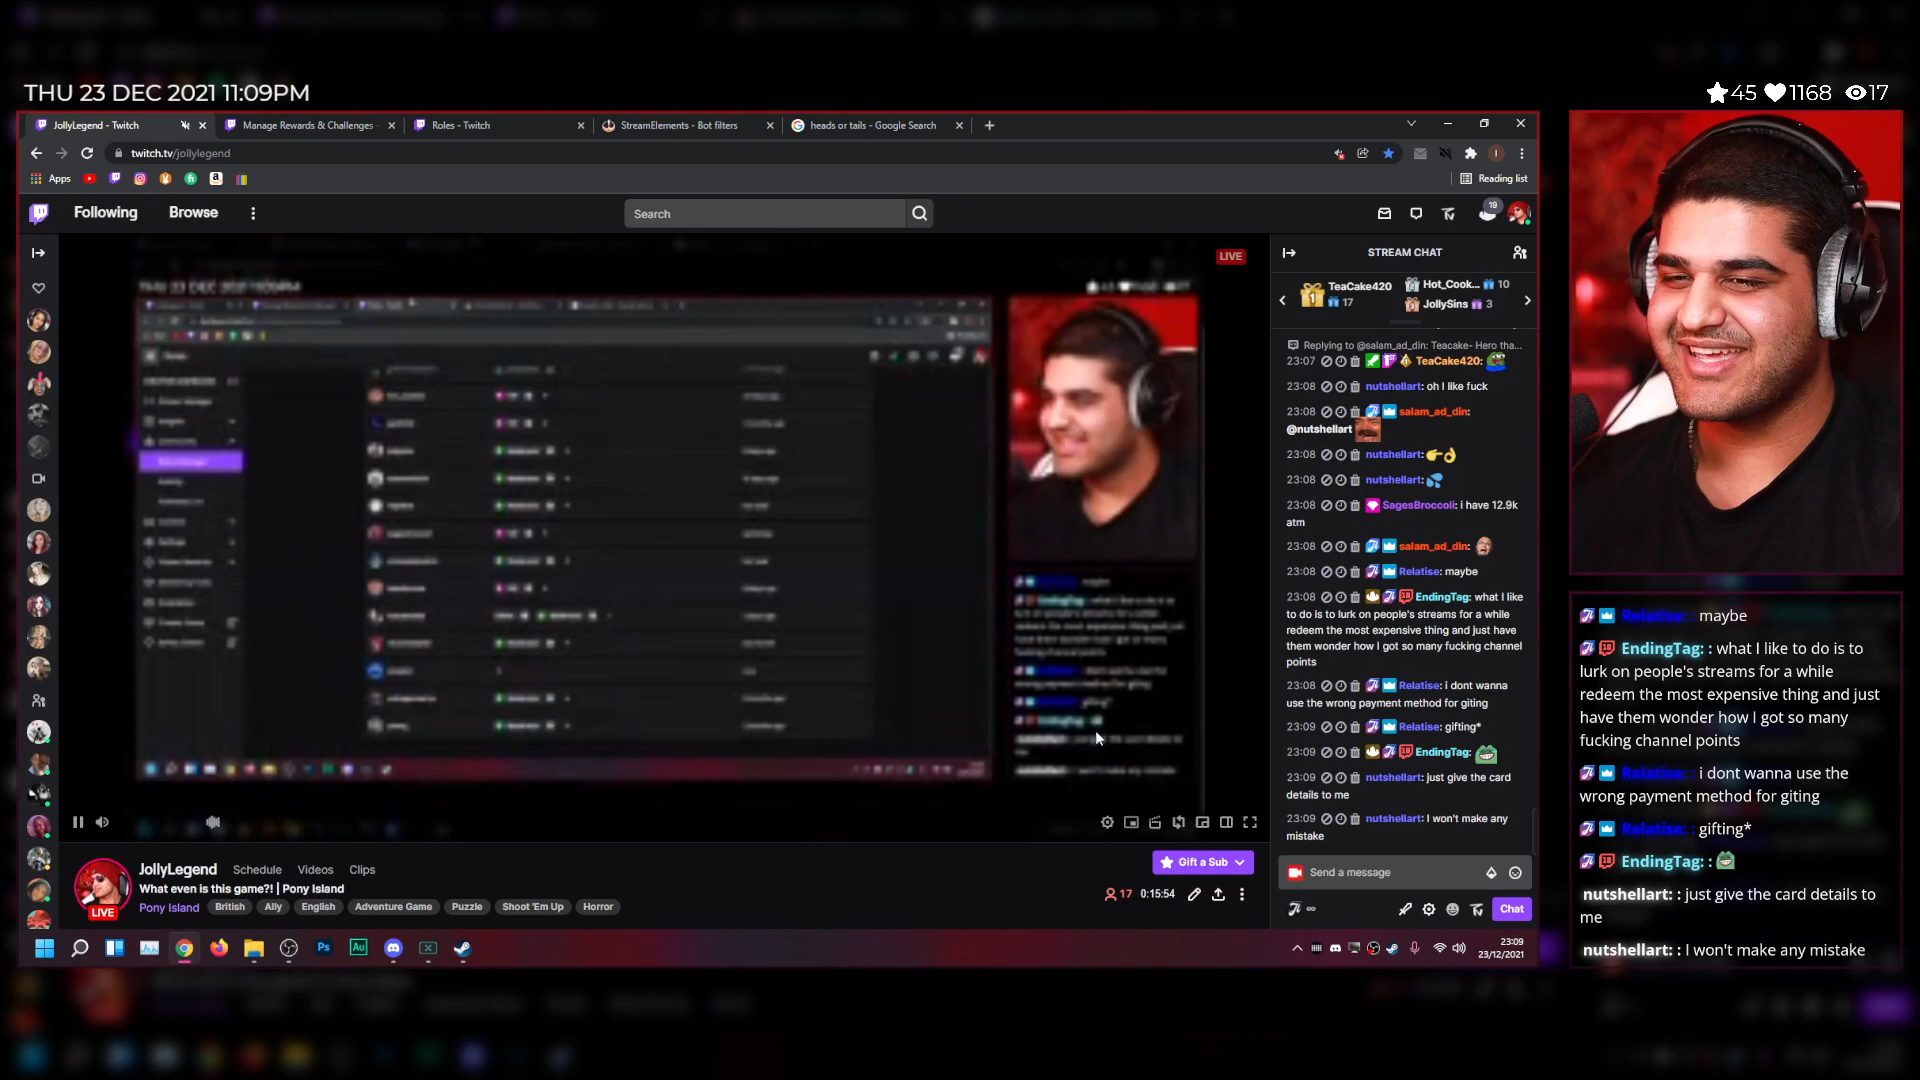 THU 23 DEC 2021 11:09PM
45 1168 17
JollyLegend - Twitch
Manage Rewards & Challenges -
Roles - Twitch
StreamElements - Bot filters
heads or tails - Google Search
twitch.tv/jollylegend
Apps
Reading list
Following
Browse
Search
19
LIVE
STREAM CHAT
TeaCake420
17
Hot_Cook... 10
JollySins 3
Replying to @salam_ad_din: Teacake- Hero tha...
23:07 TeaCake420:
23:08 nutshellart: oh I like fuck
23:08 salam_ad_din:
@nutshellart
23:08 nutshellart:
23:08 nutshellart:
23:08 SagesBroccoli: i have 12.9k
atm
23:08 salam_ad_din:
23:08 Relatise: maybe
23:08 EndingTag: what I like
to do is to lurk on people's streams for a while
redeem the most expensive thing and just have
them wonder how I got so many fucking channel
points
23:08 Relatise: i dont wanna
use the wrong payment method for giting
23:09 Relatise: gifting*
23:09 EndingTag:
23:09 nutshellart: just give the card
details to me
23:09 nutshellart: I won't make any
mistake
Send a message
Chat
JollyLegend
Schedule
Videos
Clips
What even is this game?! | Pony Island
Pony Island
British
Ally
English
Adventure Game
Puzzle
Shoot 'Em Up
Horror
LIVE
Gift a Sub
17
0:15:54
Ps
Au
23:09
23/12/2021
Relatise: : maybe
EndingTag: : what I like to do is to
lurk on people's streams for a while
redeem the most expensive thing and just
have them wonder how I got so many
fucking channel points
Relatise: : i dont wanna use the
wrong payment method for giting
Relatise: : gifting*
EndingTag: :
nutshellart: : just give the card details to
me
nutshellart: : I won't make any mistake